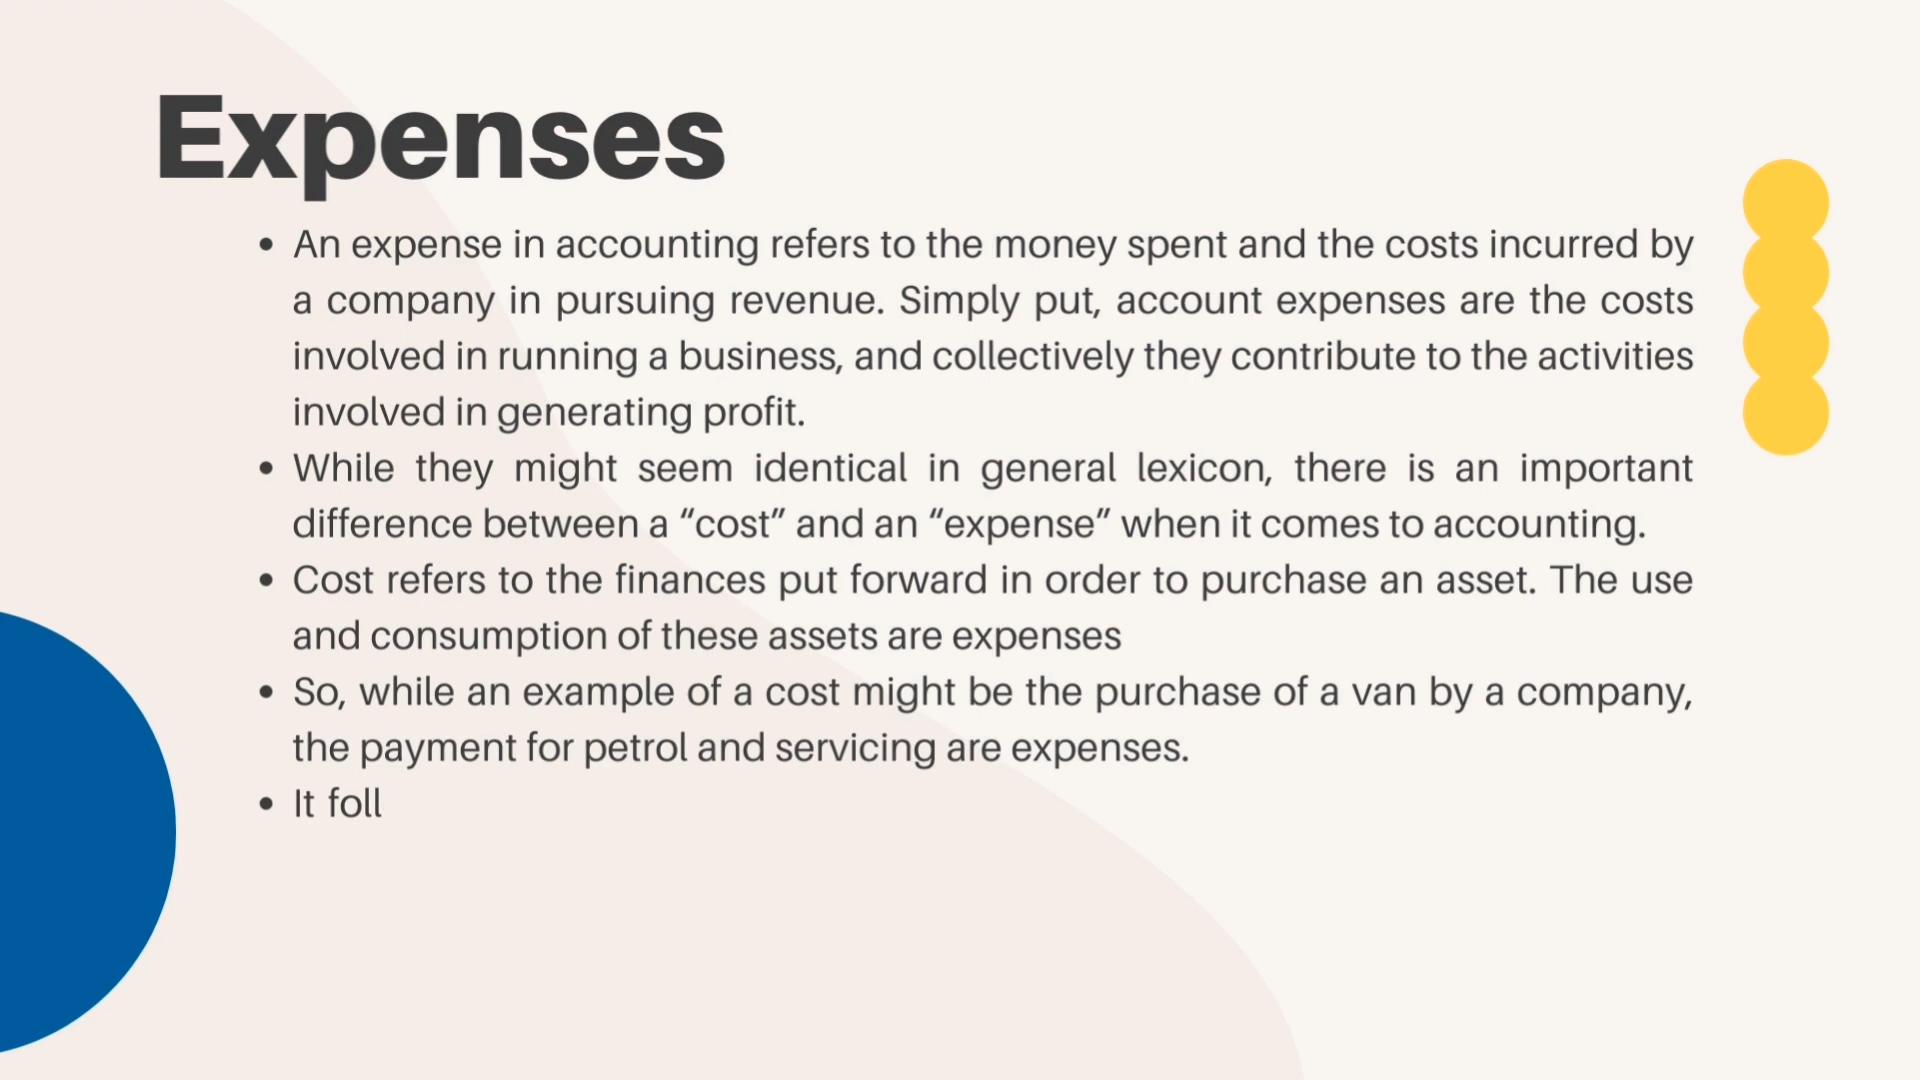 Expenses
• An expense in accounting refers to the money spent and the costs incurred by
a company in pursuing revenue. Simply put, account expenses are the costs
involved in running a business, and collectively they contribute to the activities
involved in generating profit.
• While they might seem identical in general lexicon, there is an important
difference between a “cost” and an “expense” when it comes to accounting.
• Cost refers to the finances put forward in order to purchase an asset. The use
and consumption of these assets are expenses
• So, while an example of a cost might be the purchase of a van by a company,
the payment for petrol and servicing are expenses.
• It foll